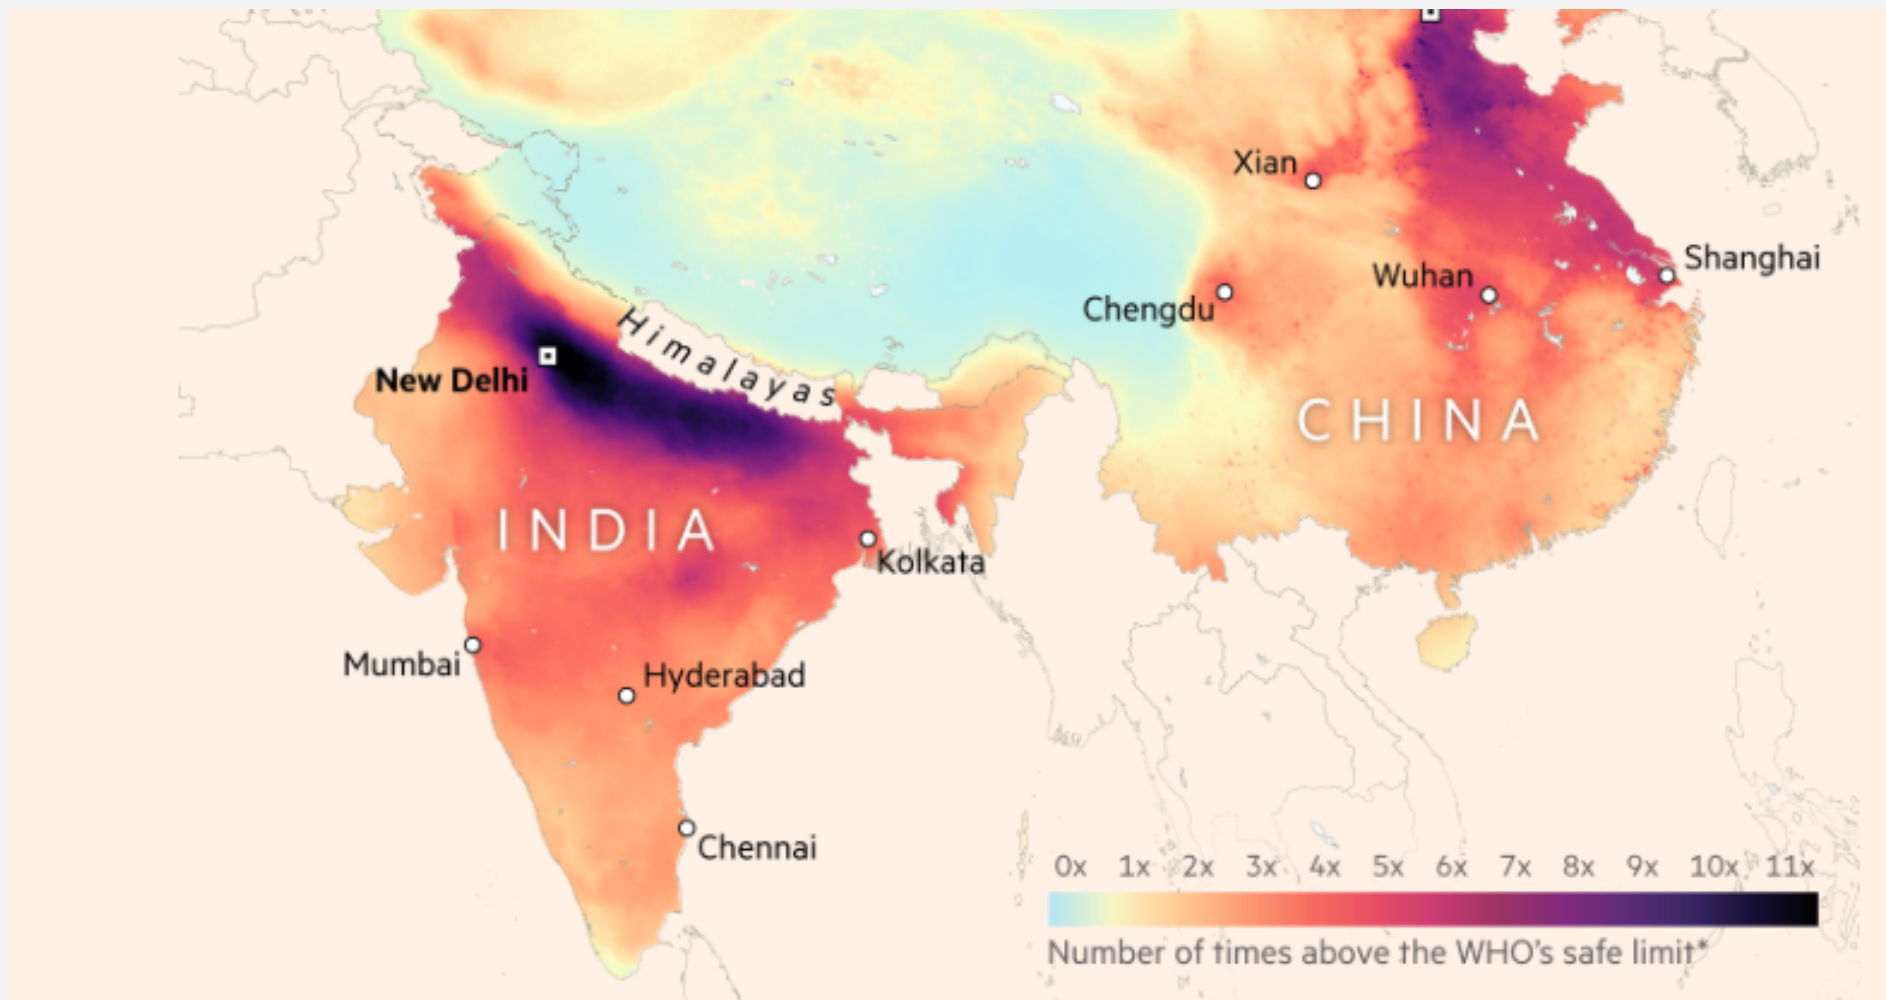 Xian
Shanghai
Wuhan
Chengdu
Himalayas
New Delhi
CHINA
INDIA
Kolkata
Mumbai
Hyderabad
Chennai
0x 1x 2x 3x 4x 5x 6x 7x 8x 9x 10x 11x
Number of times above the WHO's safe limit*